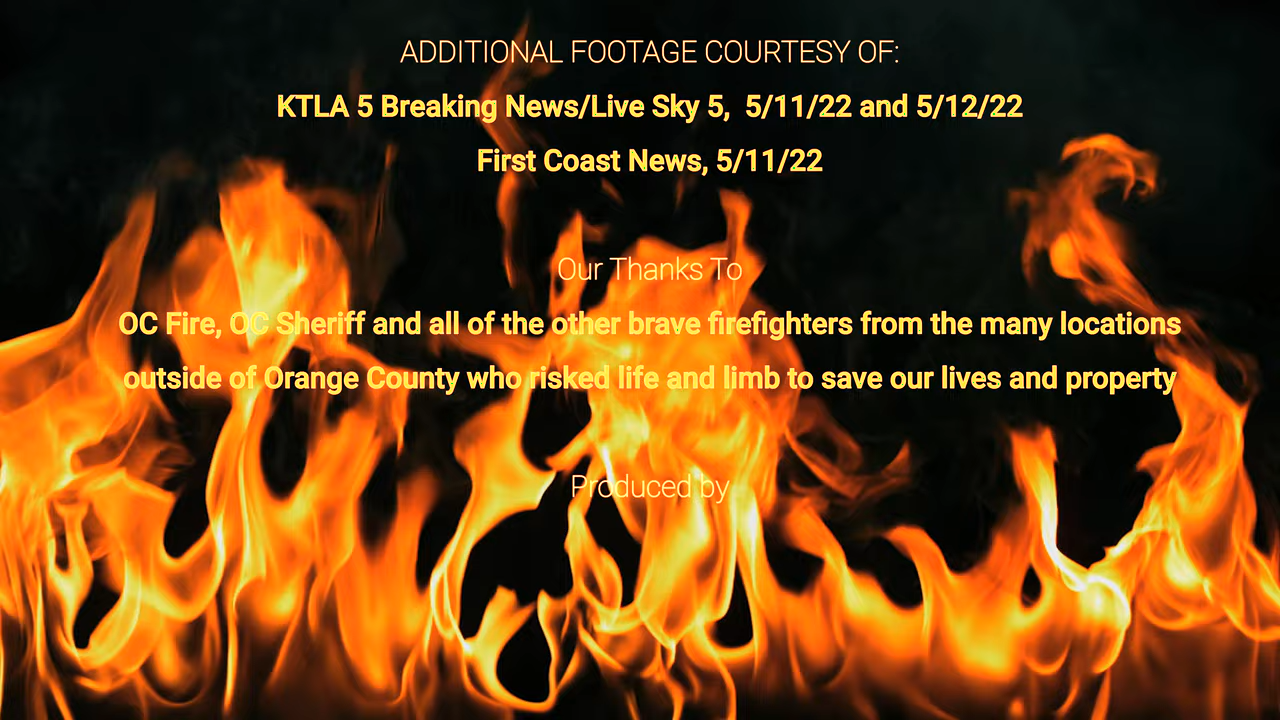 ADDITIONAL FOOTAGE COURTESY OF:
KTLA 5 Breaking News/Live Sky 5,  5/11/22 and 5/12/22
First Coast News, 5/11/22
Our Thanks To
OC Fire, OC Sheriff and all of the other brave firefighters from the many locations
outside of Orange County who risked life and limb to save our lives and property
Produced by